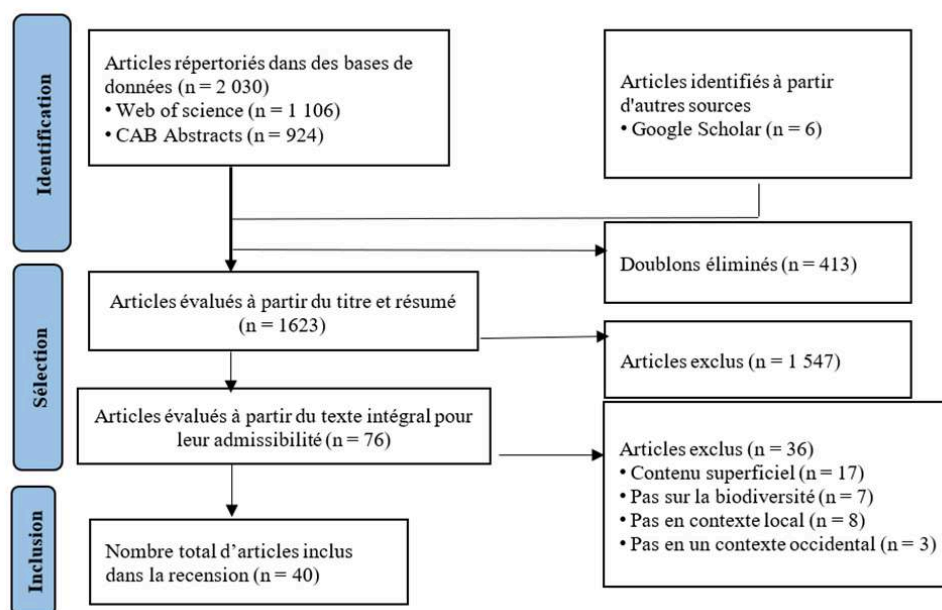 Identification
Articles répertoriés dans des bases de
données (n = 2 030)
• Web of science (n = 1 106)
• CAB Abstracts (n = 924)
Articles identifiés à partir
d'autres sources
• Google Scholar (n = 6)
Doublons éliminés (n = 413)
Sélection
Articles évalués à partir du titre et résumé
(n = 1623)
Articles exclus (n = 1 547)
Articles évalués à partir du texte intégral pour
leur admissibilité (n = 76)
Articles exclus (n = 36)
• Contenu superficiel (n = 17)
• Pas sur la biodiversité (n = 7)
• Pas en contexte local (n = 8)
• Pas en un contexte occidental (n = 3)
Inclusion
Nombre total d’articles inclus
dans la recension (n = 40)